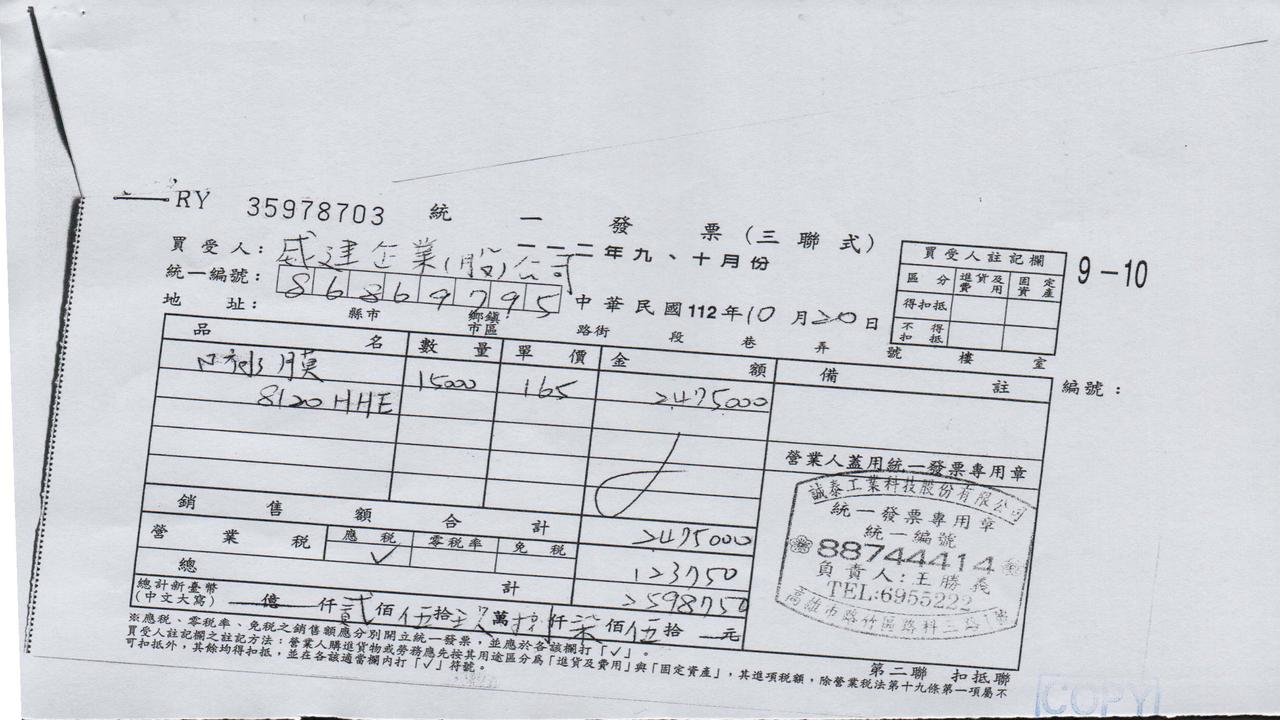 RY 35978703 統一發票(三聯式)
買受人: 威達企業(股)公司 一一二年九、十月份
統一編號: 86869795 中華民國112年10月20日
地址: 縣市 鄉鎮市區 路街 段 巷 弄 號 樓 室
買受人註記欄
區分 進貨及費用 固定資產
得扣抵
不得扣抵
9-10
品名 數量 單價 金額 備註
編號:
膜 15000 165 2475000
8120HHE
營業人蓋用統一發票專用章
誠泰工業科技股份有限公司
統一發票專用章
統一編號
88744414
負責人:王勝義
TEL:6955222
高雄市路竹區路科三路1號
銷售額合計 2475000
營業稅 應稅 ✓ 零稅率 免稅 123750
總計 2598750
總計新臺幣
(中文大寫) 億 仟 貳佰 伍拾 玖萬 捌仟 柒佰 伍拾 元
※應稅、零稅率、免稅之銷售額應分別開立統一發票,並應於各該欄打「✓」。
買受人註記欄之註記方法:營業人購進貨物或勞務應先按其用途區分為「進貨及費用」與「固定資產」,其進項稅額,除營業稅法第十九條第一項屬不
可扣抵外,其餘均得扣抵,並在各該適當欄內打「✓」符號。
第二聯 扣抵聯
COPY